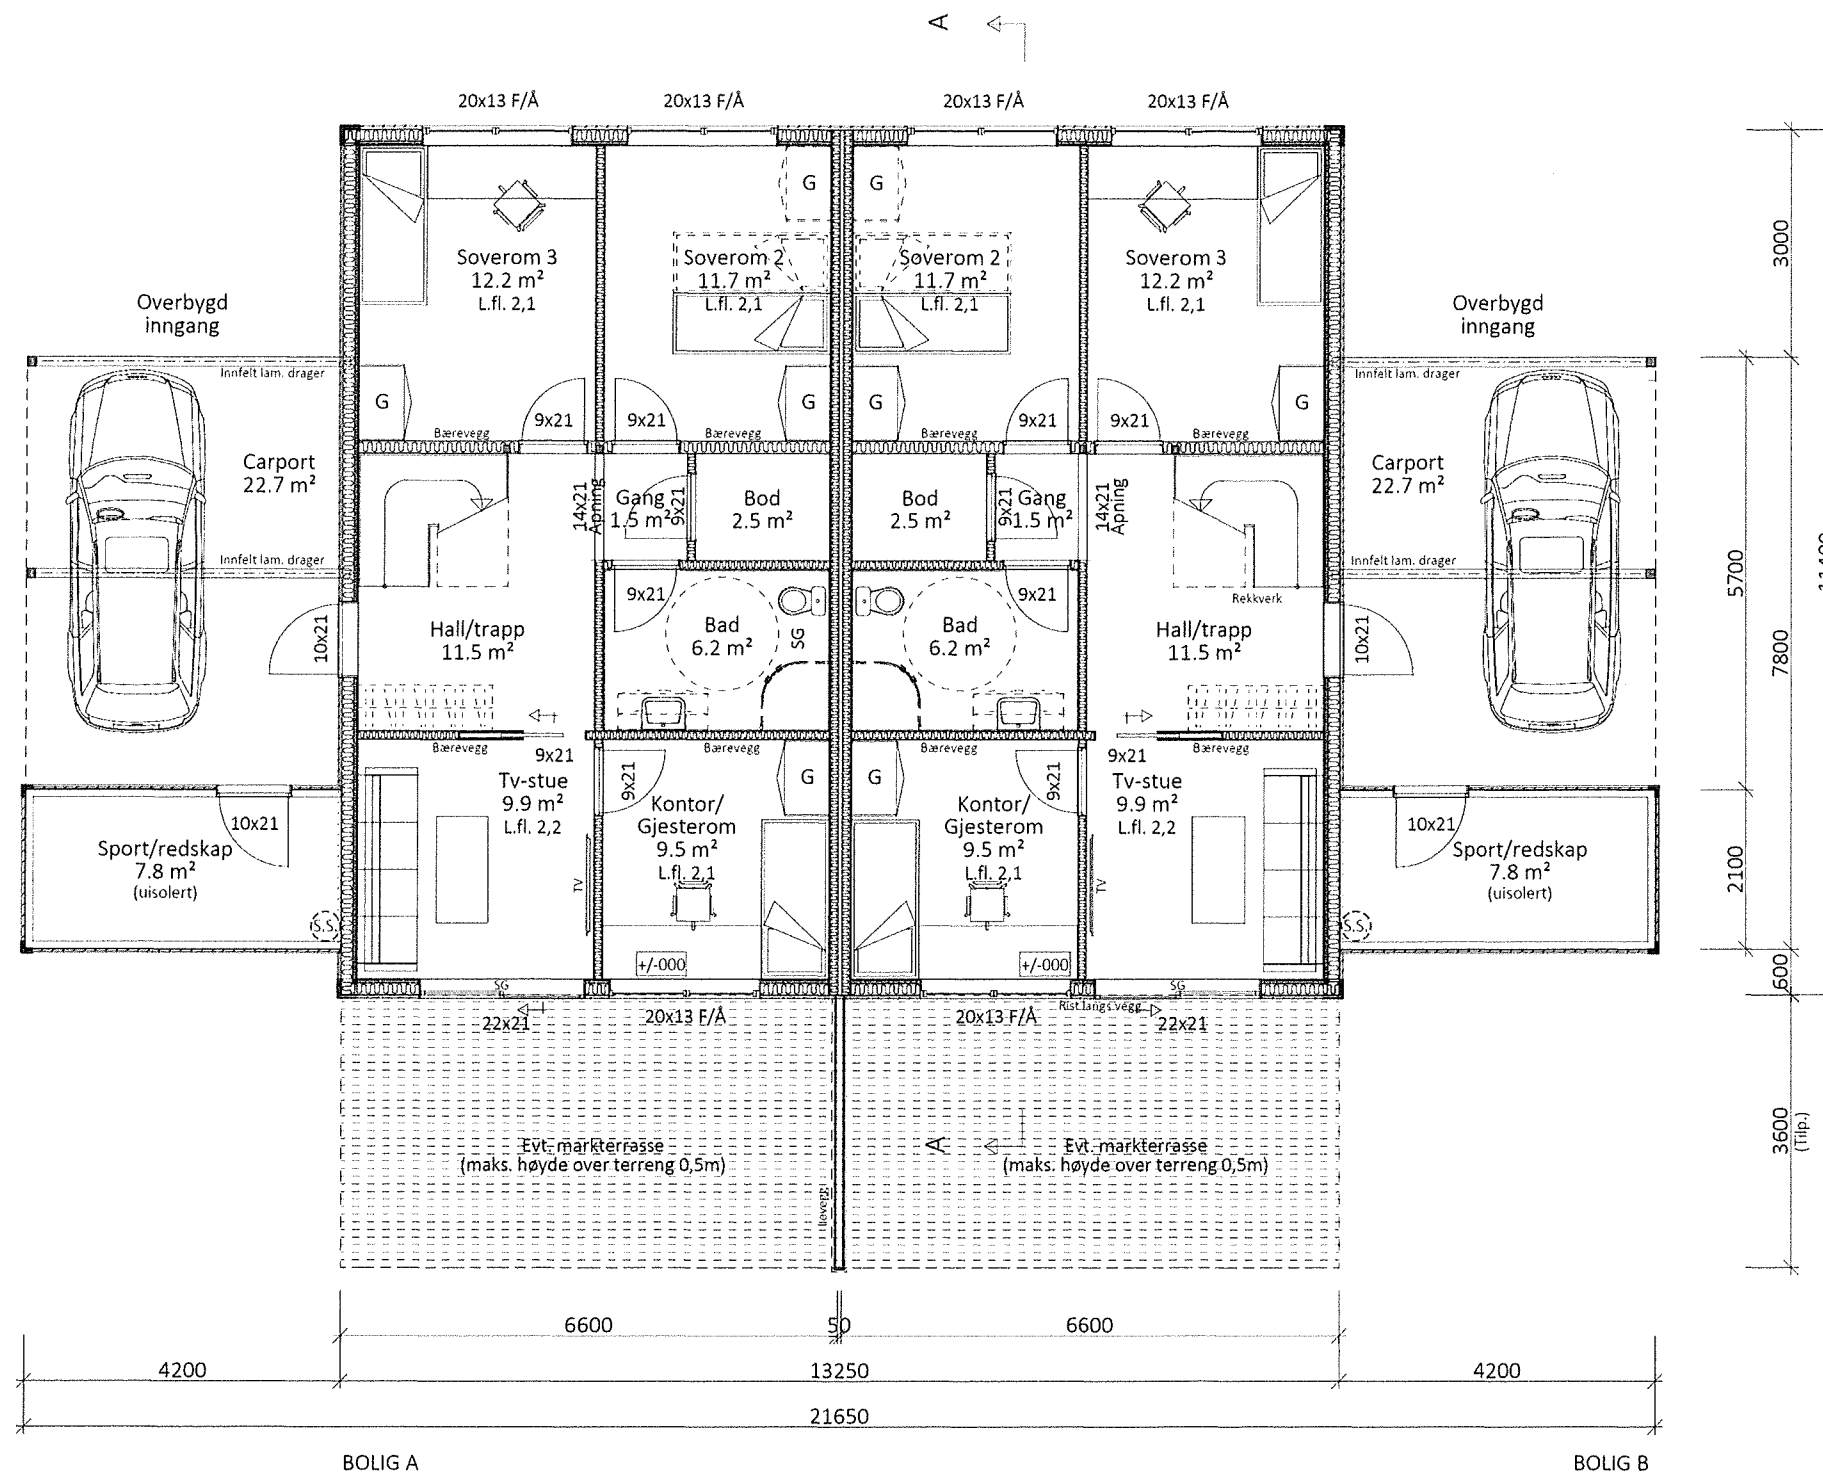 A
20x13 F/Å
20x13 F/Å
20x13 F/Å
20x13 F/Å
G
G
Soverom 3
12.2 m²
L.fl. 2,1
Soverom 2
11.7 m²
L.fl. 2,1
Soverom 2
11.7 m²
L.fl. 2,1
Soverom 3
12.2 m²
L.fl. 2,1
3000
Overbygd
inngang
Overbygd
inngang
Innfelt lam. drager
Innfelt lam. drager
G
G
G
G
9x21
9x21
9x21
9x21
Bærevegg
Bærevegg
Bærevegg
Bærevegg
Carport
22.7 m²
Carport
22.7 m²
14x21
Åpning
Gang
1.5 m²
9x21
Bod
2.5 m²
Bod
2.5 m²
9x21
Gang
1.5 m²
14x21
Åpning
Innfelt lam. drager
Innfelt lam. drager
5700
7800
9x21
9x21
Rekkverk
10x21
Hall/trapp
11.5 m²
Bad
6.2 m²
SG
Bad
6.2 m²
Hall/trapp
11.5 m²
10x21
Bærevegg
Bærevegg
Bærevegg
Bærevegg
9x21
9x21
9x21
9x21
G
G
Tv-stue
9.9 m²
L.fl. 2,2
Kontor/
Gjesterom
9.5 m²
L.fl. 2,1
Kontor/
Gjesterom
9.5 m²
L.fl. 2,1
Tv-stue
9.9 m²
L.fl. 2,2
10x21
10x21
Sport/redskap
7.8 m²
(uisolert)
Sport/redskap
7.8 m²
(uisolert)
2100
TV
TV
S.S.
S.S.
+/-000
+/-000
600
SG
SG
22x21
20x13 F/Å
20x13 F/Å
Rist langs vegg
22x21
Evt. markterrasse
(maks. høyde over terreng 0,5m)
A
Evt. markterrasse
(maks. høyde over terreng 0,5m)
3600
(Tilp.)
levegg
6600
50
6600
4200
13250
4200
21650
BOLIG A
BOLIG B